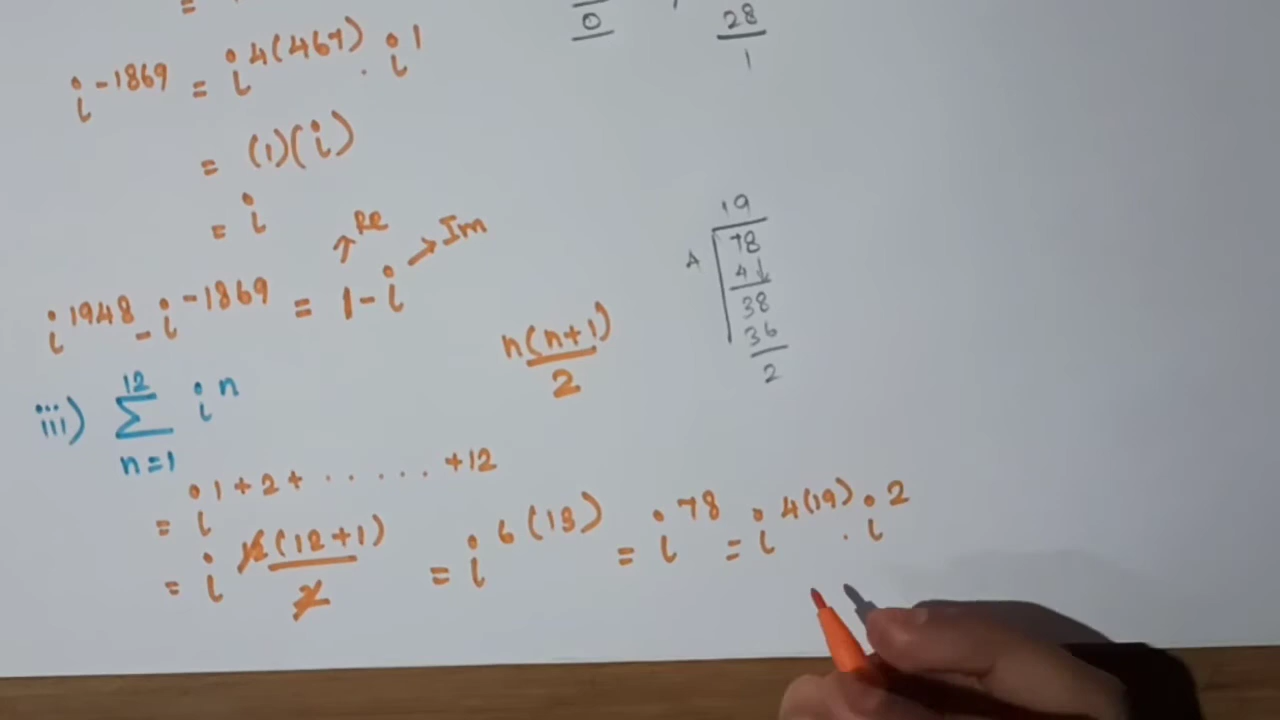 =
0
28
1
i^-1869 = i^4(467) . i^1
= (1)(i)
= i
Re
Im
i^1948 - i^-1869 = 1 - i
19
4 78
4↓
38
36
2
n(n+1)
2
iii) 12 Σ n=1 i^n
= i^1+2+ ...... +12
= i^12(12+1)/2 = i^6(13) = i^78 = i^4(19) . i^2